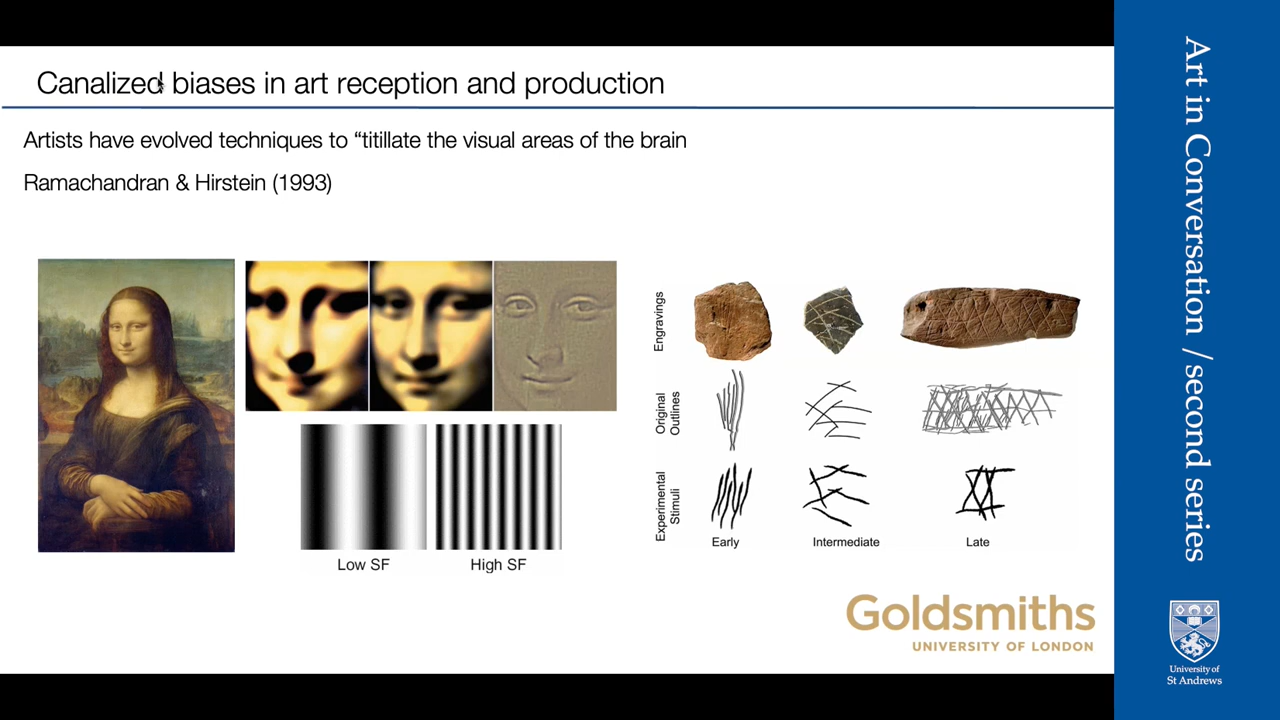 Canalized biases in art reception and production
Artists have evolved techniques to “titillate the visual areas of the brain
Ramachandran & Hirstein (1993)
Low SF
High SF
Engravings
Original
Outlines
Experimental
Stimuli
Early
Intermediate
Late
Goldsmiths
UNIVERSITY OF LONDON
Art in Conversation / second series
University of
St Andrews